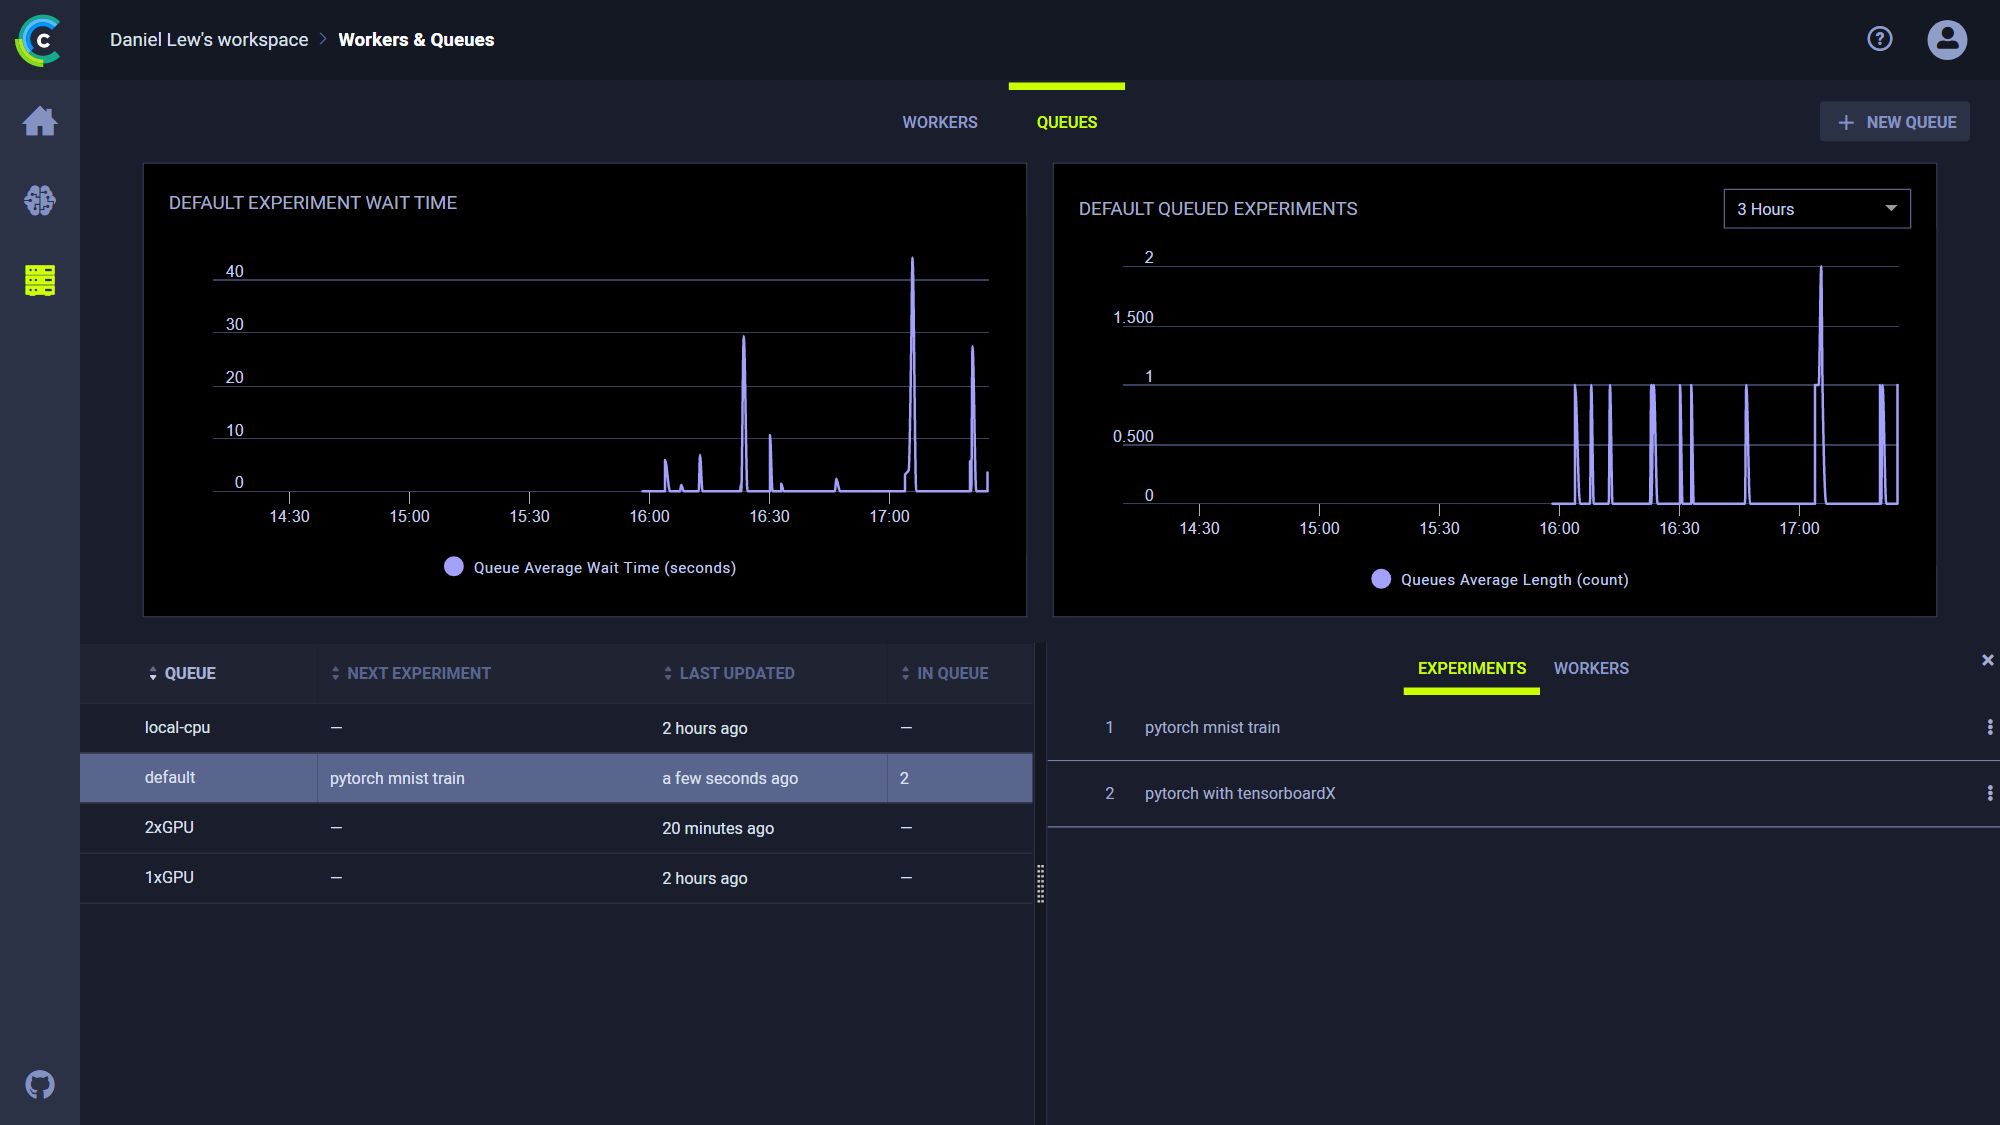 C
Daniel Lew's workspace > Workers & Queues
?
WORKERS QUEUES
+ NEW QUEUE
DEFAULT EXPERIMENT WAIT TIME
40
30
20
10
0
14:30 15:00 15:30 16:00 16:30 17:00
Queue Average Wait Time (seconds)
DEFAULT QUEUED EXPERIMENTS
3 Hours
2
1.500
1
0.500
0
14:30 15:00 15:30 16:00 16:30 17:00
Queues Average Length (count)
QUEUE NEXT EXPERIMENT LAST UPDATED IN QUEUE
local-cpu — 2 hours ago —
default pytorch mnist train a few seconds ago 2
2xGPU — 20 minutes ago —
1xGPU — 2 hours ago —
EXPERIMENTS WORKERS
1 pytorch mnist train
2 pytorch with tensorboardX